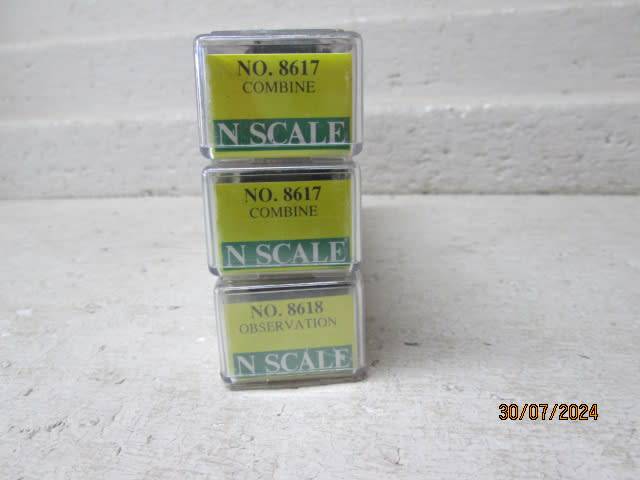 NO. 8617
COMBINE
N SCALE
NO. 8617
COMBINE
N SCALE
NO. 8618
OBSERVATION
N SCALE
30/07/2024